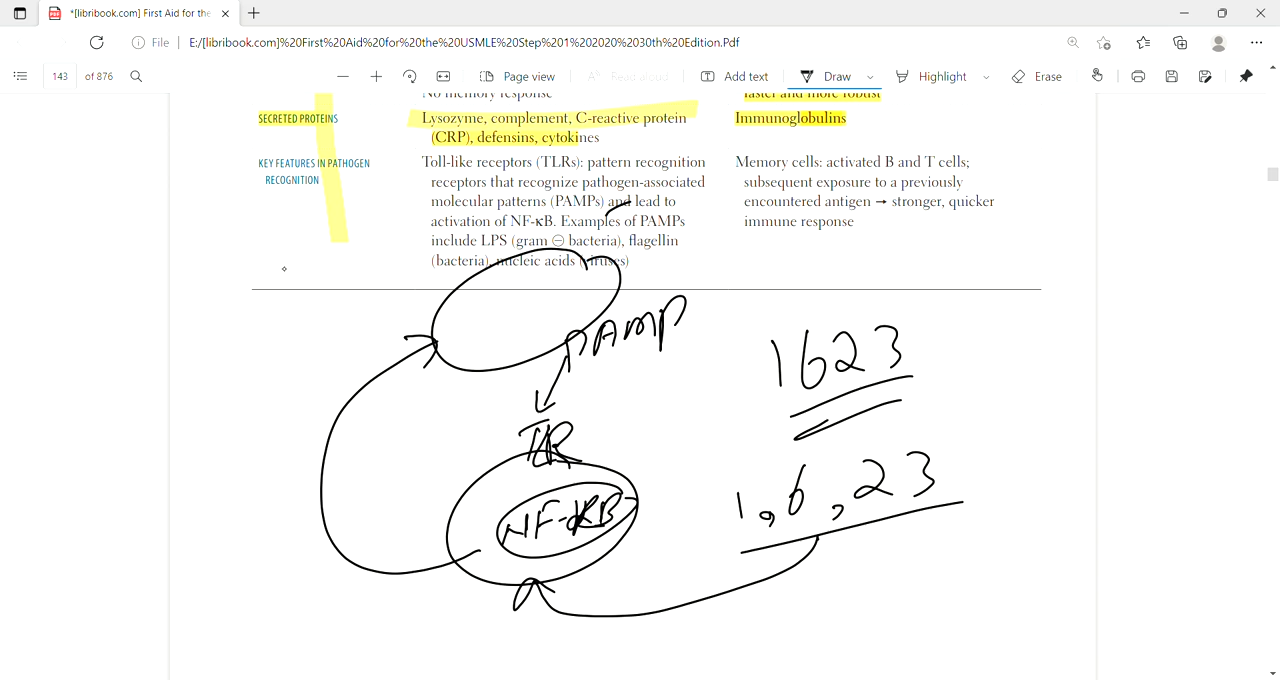 *[libribook.com] First Aid for the
File E:/[libribook.com]%20First%20Aid%20for%20the%20USMLE%20Step%201%202020%2030th%20Edition.Pdf
143 of 876 Page view Read aloud Add text Draw Highlight Erase
No memory response
faster and more robust
SECRETED PROTEINS
Lysozyme, complement, C-reactive protein
(CRP), defensins, cytokines
Immunoglobulins
KEY FEATURES IN PATHOGEN
RECOGNITION
Toll-like receptors (TLRs): pattern recognition
receptors that recognize pathogen-associated
molecular patterns (PAMPs) and lead to
activation of NF-κB. Examples of PAMPs
include LPS (gram ⊖ bacteria), flagellin
(bacteria), nucleic acids (viruses)
Memory cells: activated B and T cells;
subsequent exposure to a previously
encountered antigen → stronger, quicker
immune response
PAMP
TLR
NF-KB
1623
1, 6, 23